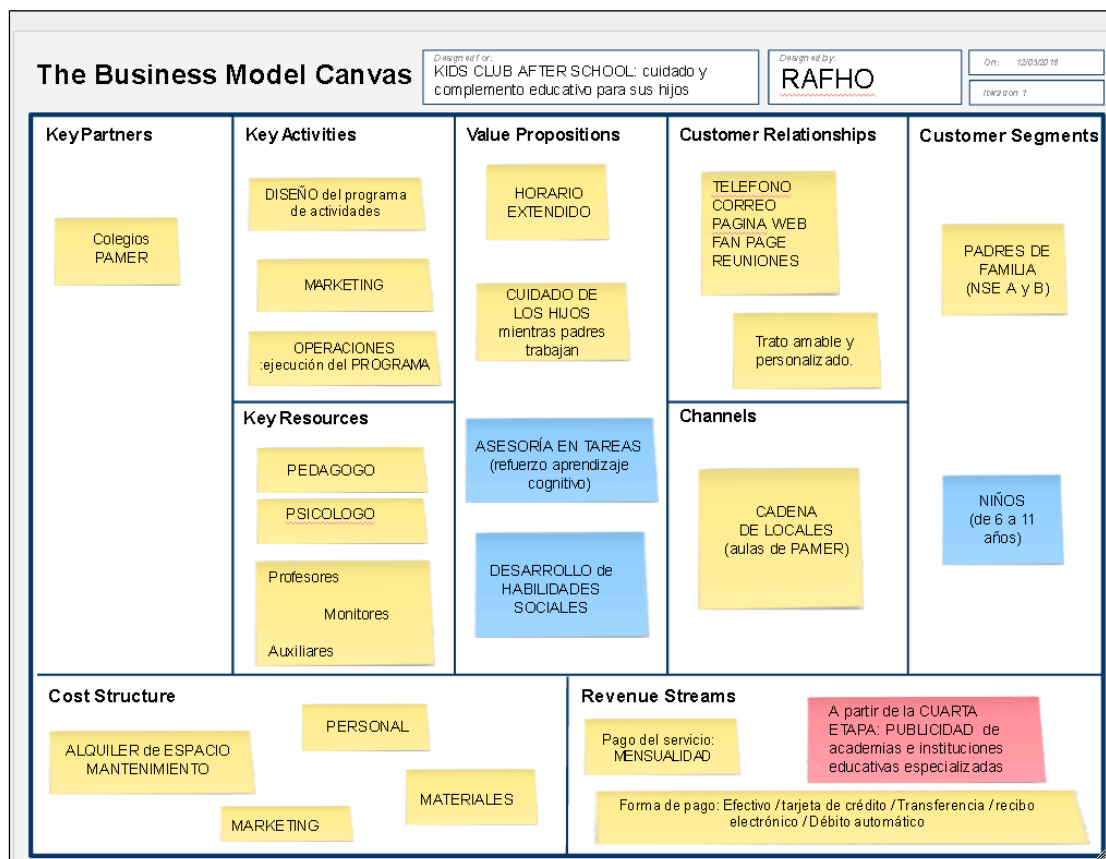 The Business Model Canvas
Designed for:
KIDS CLUB AFTER SCHOOL: cuidado y
complemento educativo para sus hijos
Designed by:
RAFHO
On: 12/03/2016
Iteration 1
Key Partners
Colegios
PAMER
Key Activities
DISEÑO del programa
de actividades
MARKETING
OPERACIONES
:ejecución del PROGRAMA
Key Resources
PEDAGOGO
PSICOLOGO
Profesores
Monitores
Auxiliares
Value Propositions
HORARIO
EXTENDIDO
CUIDADO DE
LOS HIJOS
mientras padres
trabajan
ASESORÍA EN TAREAS
(refuerzo aprendizaje
cognitivo)
DESARROLLO de
HABILIDADES
SOCIALES
Customer Relationships
TELEFONO
CORREO
PAGINA WEB
FAN PAGE
REUNIONES
Trato amable y
personalizado.
Channels
CADENA
DE LOCALES
(aulas de PAMER)
Customer Segments
PADRES DE
FAMILIA
(NSE A y B)
NIÑOS
(de 6 a 11
años)
Cost Structure
ALQUILER de ESPACIO
MANTENIMIENTO
PERSONAL
MARKETING
MATERIALES
Revenue Streams
Pago del servicio:
MENSUALIDAD
A partir de la CUARTA
ETAPA: PUBLICIDAD de
academias e instituciones
educativas especializadas
Forma de pago: Efectivo / tarjeta de crédito / Transferencia / recibo
electrónico / Débito automático